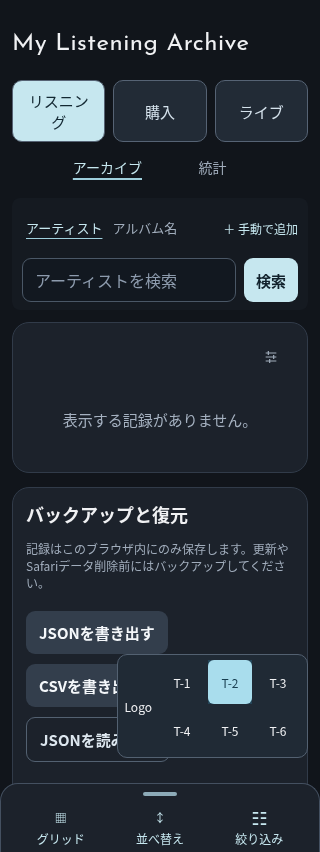 My Listening Archive
リスニン
グ
購入
ライブ
アーカイブ 統計
アーティスト アルバム名 ＋ 手動で追加
アーティストを検索 検索
表示する記録がありません。
バックアップと復元
記録はこのブラウザ内にのみ保存します。更新や
Safariデータ削除前にはバックアップしてくださ
い。
JSONを書き出す
CSVを書き
JSONを読
Logo
T-1 T-2 T-3
T-4 T-5 T-6
グリッド 並べ替え 絞り込み